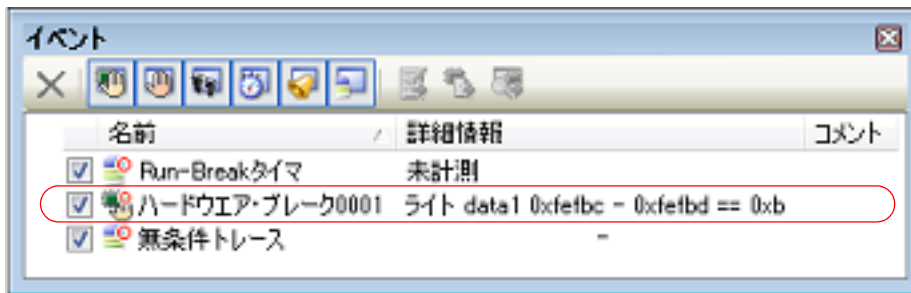 イベント
名前 詳細情報 コメント
Run-Breakタイマ 未計測
ハードウエア・ブレーク0001 ライト data1 0xfefbc - 0xfefbd == 0xb
無条件トレース -